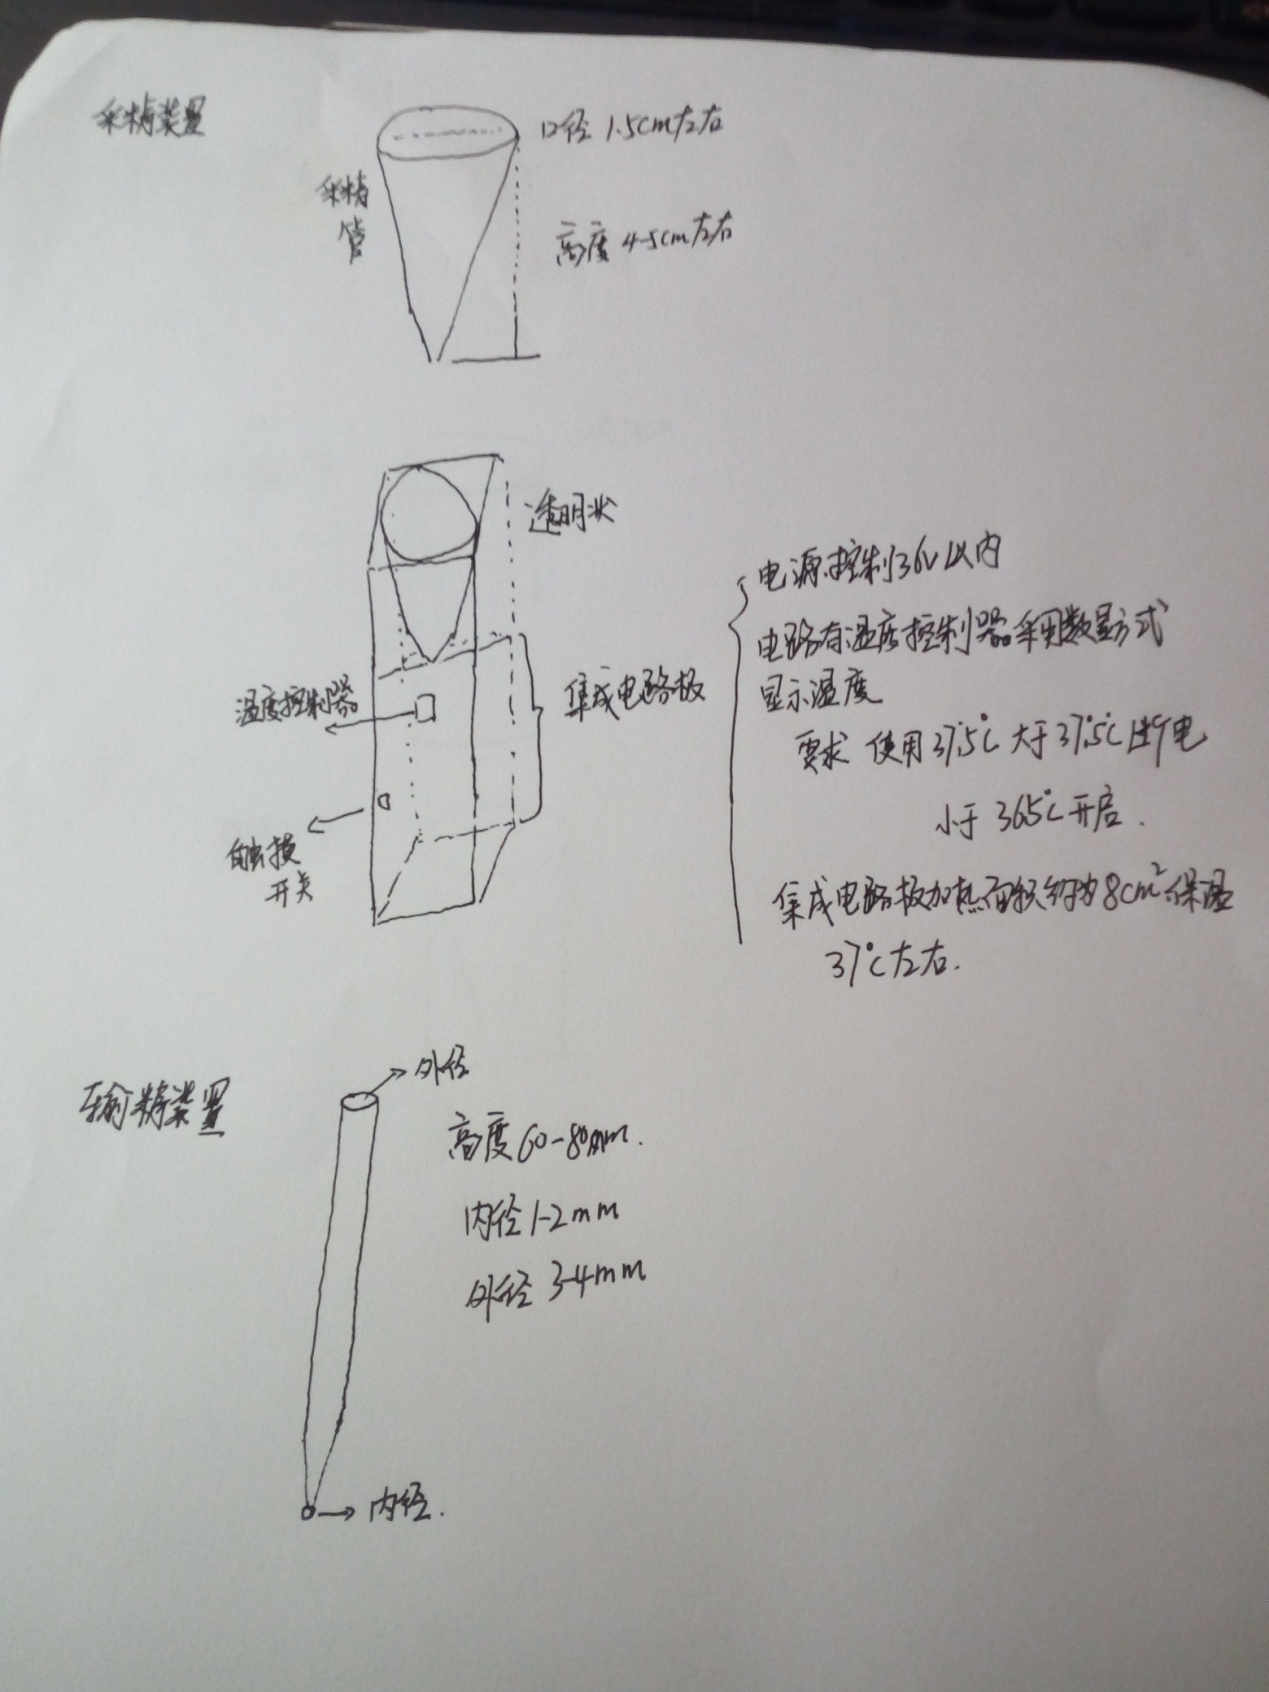 采精装置
口径 1.5cm左右
采精
管
高度 4-5cm左右
透明状
电源控制36V以内
电路有温度控制器采用数显方式
显示温度
集成电路板
温度控制器
要求 使用37.5℃ 大于37.5℃ 断电
小于 36.5℃开启.
触摸
开关
集成电路板加热面积约为8cm²保温
37℃左右.
输精装置
外径
高度60-80mm.
内径1-2mm
外径 3-4mm
内径.